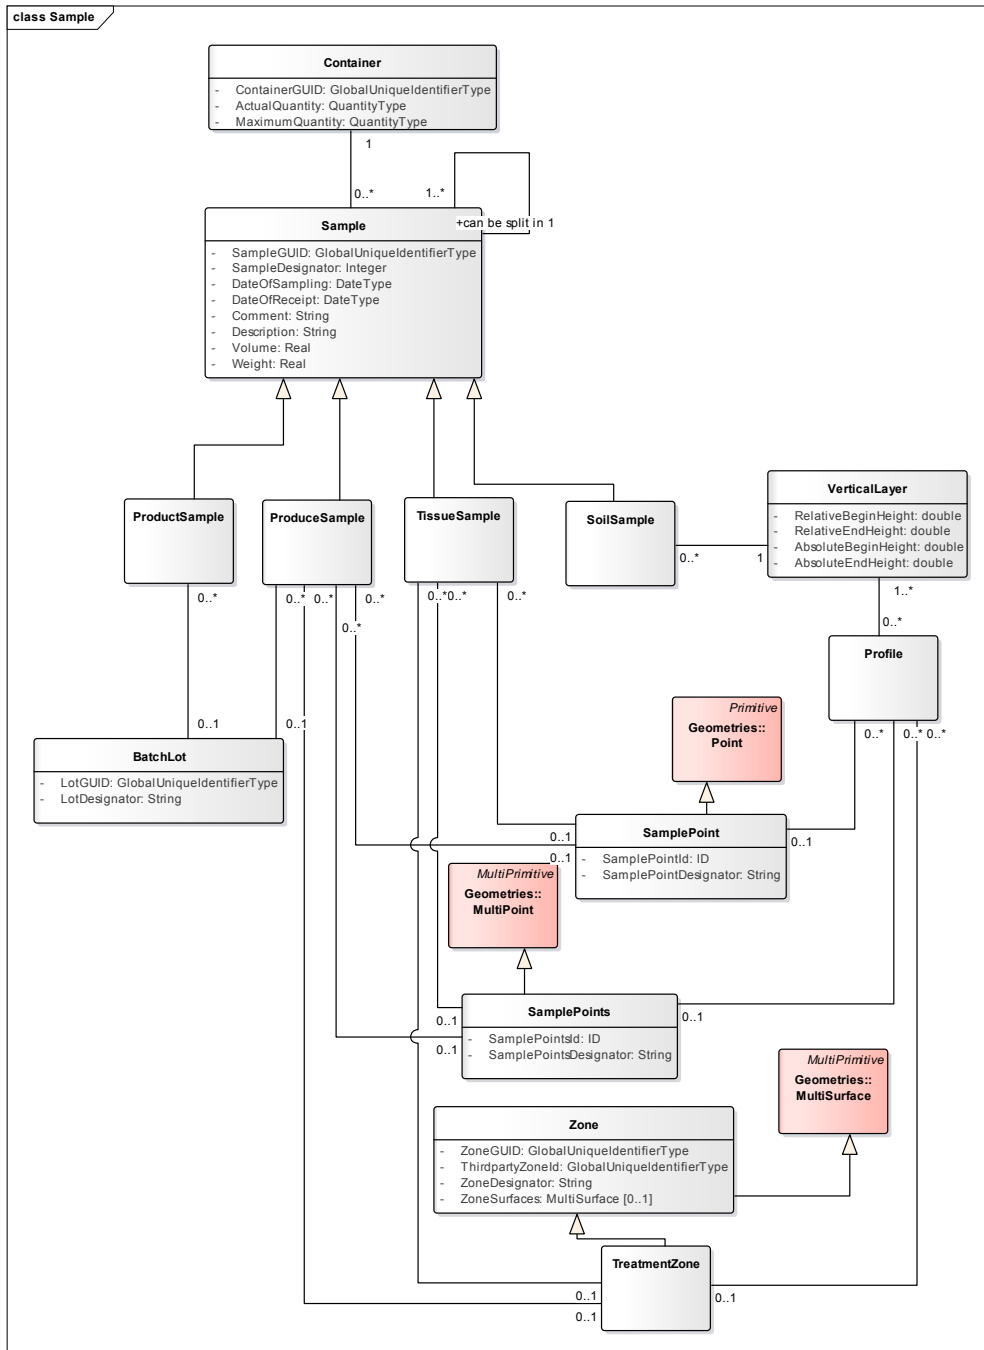 class Sample
Container
- ContainerGUID: GlobalUniqueIdentifierType
- ActualQuantity: QuantityType
- MaximumQuantity: QuantityType
1
0..*
1..*
+can be split in 1
Sample
- SampleGUID: GlobalUniqueIdentifierType
- SampleDesignator: Integer
- DateOfSampling: DateType
- DateOfReceipt: DateType
- Comment: String
- Description: String
- Volume: Real
- Weight: Real
ProductSample
ProduceSample
TissueSample
SoilSample
VerticalLayer
- RelativeBeginHeight: double
- RelativeEndHeight: double
- AbsoluteBeginHeight: double
- AbsoluteEndHeight: double
0..*
1
0..*
0..*
0..*
0..*
0..*
0..*
0..*
0..*
1..*
0..*
Profile
0..*
0..*
0..*
0..1
0..1
BatchLot
- LotGUID: GlobalUniqueIdentifierType
- LotDesignator: String
Primitive
Geometries::
Point
SamplePoint
- SamplePointId: ID
- SamplePointDesignator: String
0..1
0..1
0..1
MultiPrimitive
Geometries::
MultiPoint
SamplePoints
- SamplePointsId: ID
- SamplePointsDesignator: String
0..1
0..1
0..1
MultiPrimitive
Geometries::
MultiSurface
Zone
- ZoneGUID: GlobalUniqueIdentifierType
- ThirdpartyZoneId: GlobalUniqueIdentifierType
- ZoneDesignator: String
- ZoneSurfaces: MultiSurface [0..1]
TreatmentZone
0..1
0..1
0..1